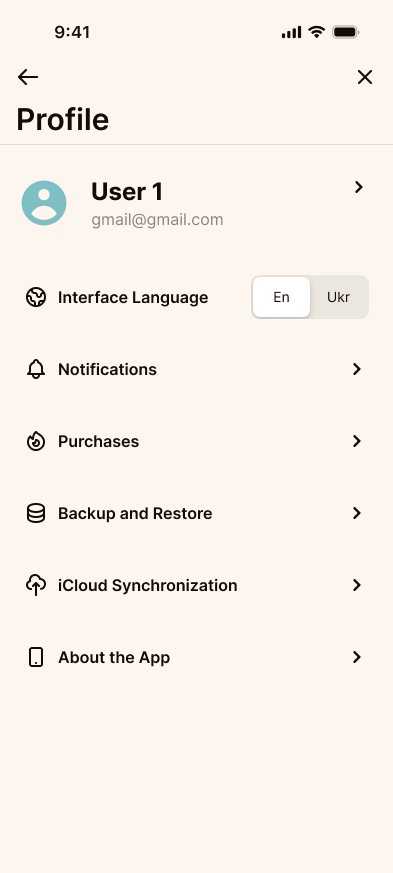 9:41
Profile
User 1
gmail@gmail.com
Interface Language
En
Ukr
Notifications
Purchases
Backup and Restore
iCloud Synchronization
About the App